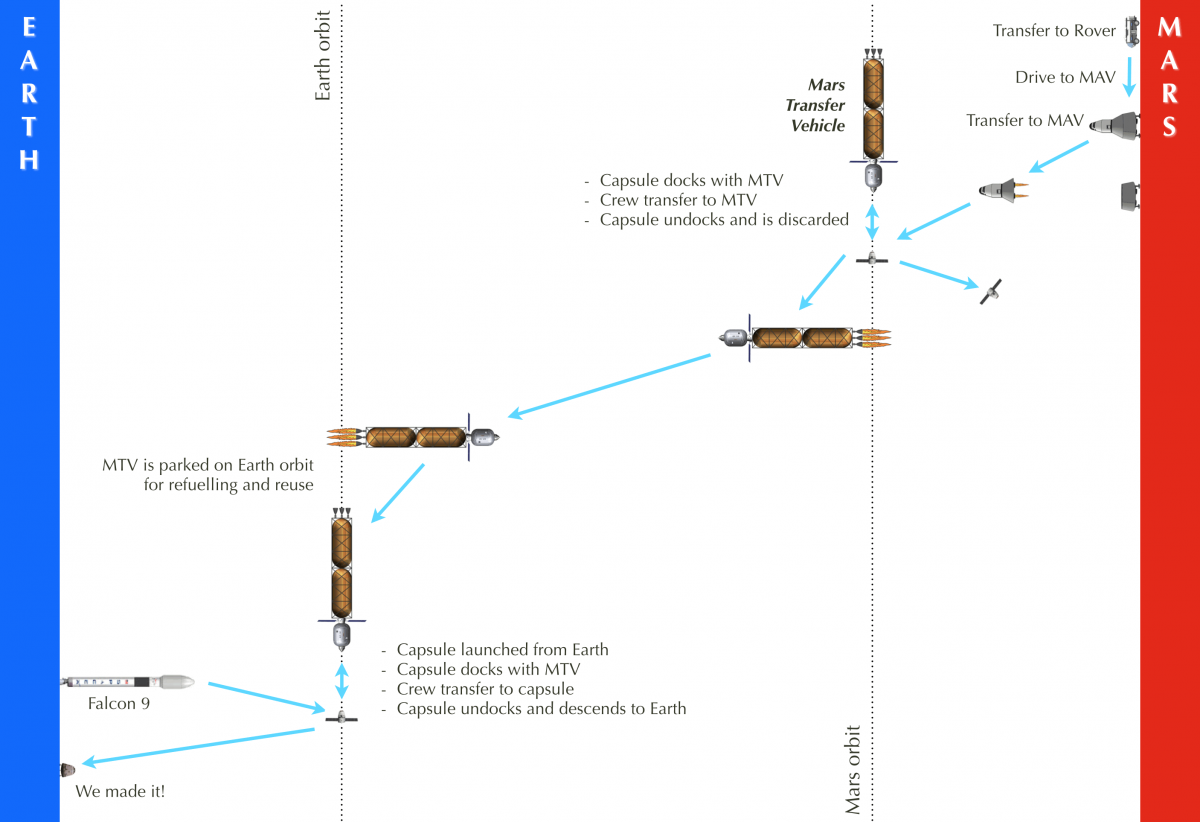 EARTH
Earth orbit
MARS
Transfer to Rover
Drive to MAV
Transfer to MAV
Mars
Transfer
Vehicle
- Capsule docks with MTV
- Crew transfer to MTV
- Capsule undocks and is discarded
MTV is parked on Earth orbit
for refuelling and reuse
- Capsule launched from Earth
- Capsule docks with MTV
- Crew transfer to capsule
- Capsule undocks and descends to Earth
Falcon 9
We made it!
Mars orbit